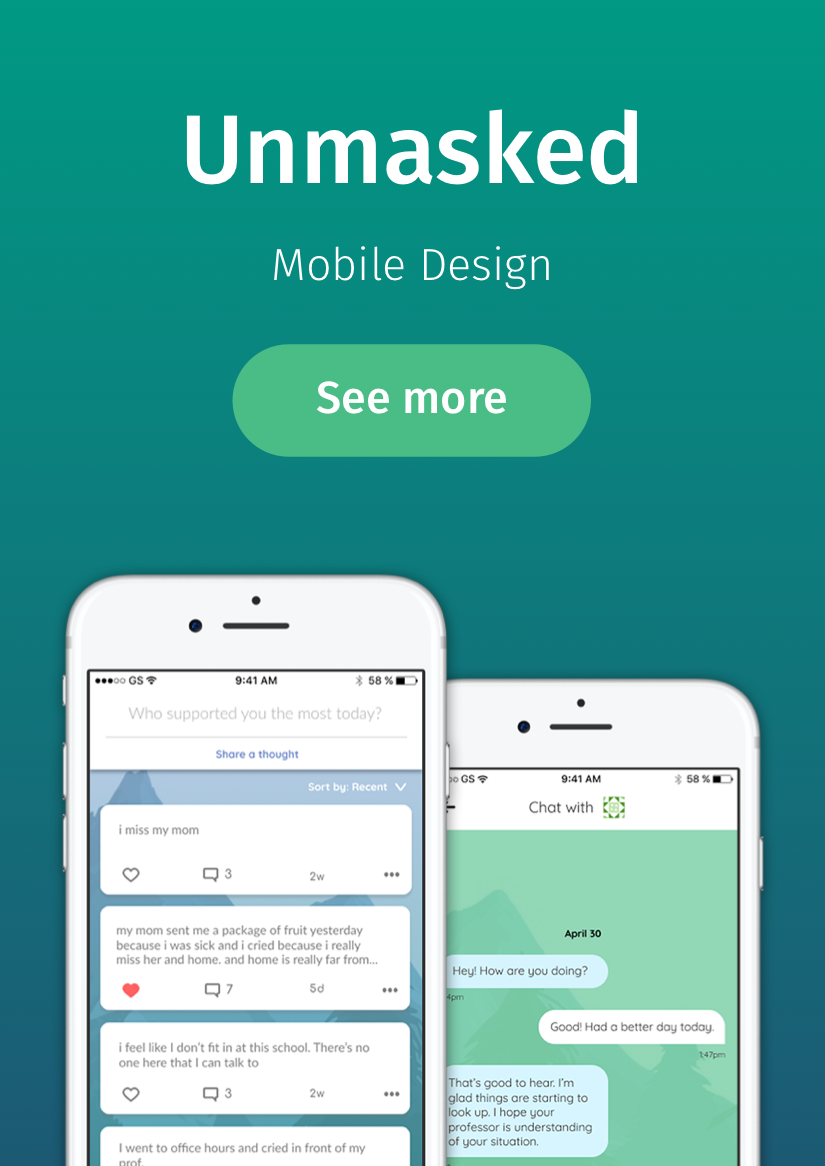 Unmasked
Mobile Design
See more
GS
9:41 AM
58 %
Who supported you the most today?
Share a thought
Sort by: Recent
i miss my mom
3
2w
my mom sent me a package of fruit yesterday
because i was sick and i cried because i really
miss her and home. and home is really far from...
7
5d
i feel like I don't fit in at this school. There's no
one here that I can talk to
3
2w
I went to office hours and cried in front of my
prof.
GS
9:41 AM
58 %
Chat with
April 30
Hey! How are you doing?
4pm
Good! Had a better day today.
1:47pm
That's good to hear. I'm
glad things are starting to
look up. I hope your
professor is understanding
of your situation.